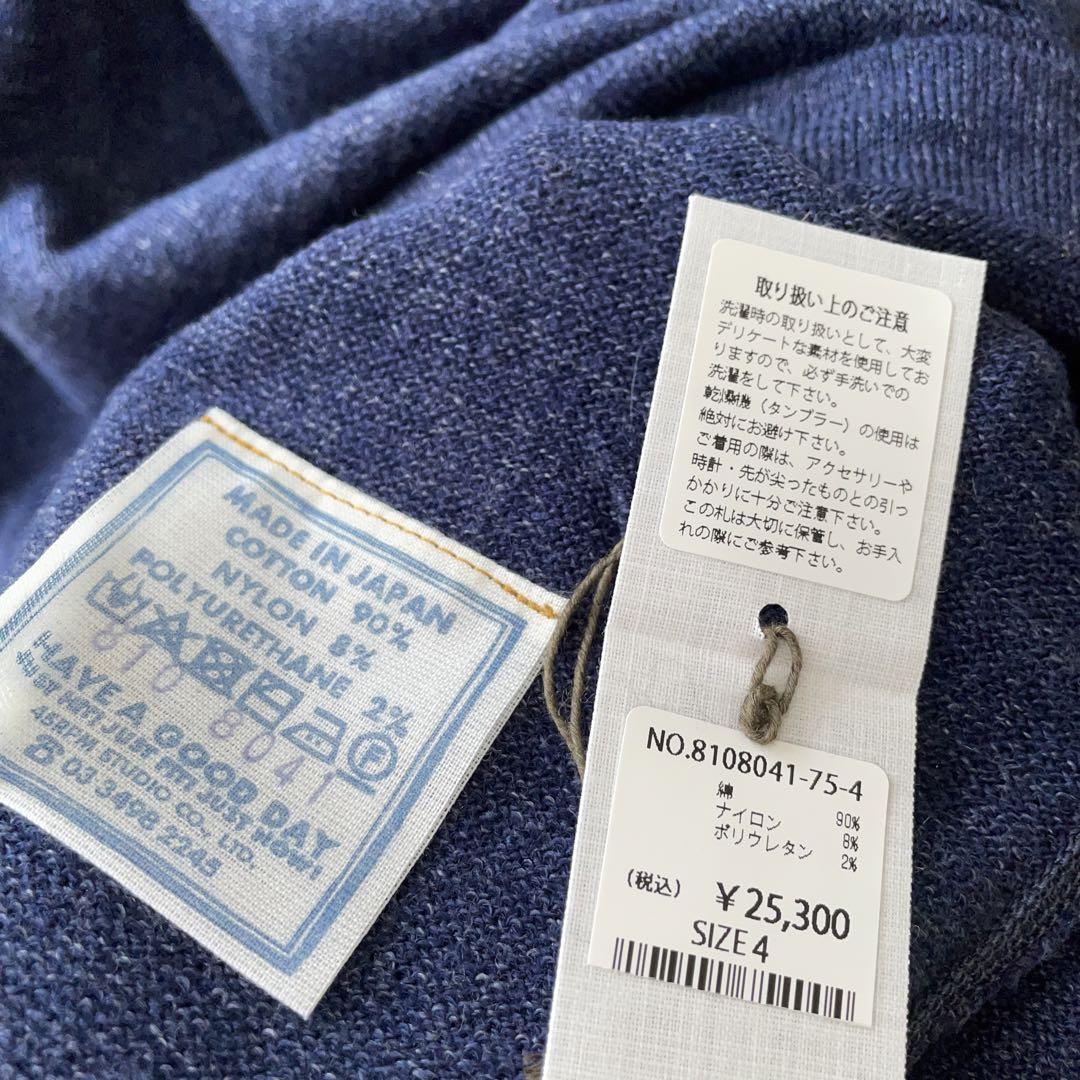 MADE IN JAPAN
COTTON 90%
NYLON 8%
POLYURETHANE 2%
810 8041
HAVE A GOOD DAY
BY 45RPM JUST FIT! JUST NOW!
45RPM STUDIO CO., LTD.
03 3498 2248
取り扱い上のご注意
洗濯時の取り扱いとして、大変
デリケートな素材を使用してお
りますので、必ず手洗いでの
洗濯をして下さい。
乾燥機（タンブラー）の使用は
絶対にお避け下さい。
ご着用の際は、アクセサリーや
時計・先が尖ったものとの引っ
かかりに十分ご注意下さい。
この札は大切に保管し、お手入
れの際にご参考下さい。
NO.8108041-75-4
綿 90%
ナイロン 8%
ポリウレタン 2%
(税込) ¥25,300
SIZE 4